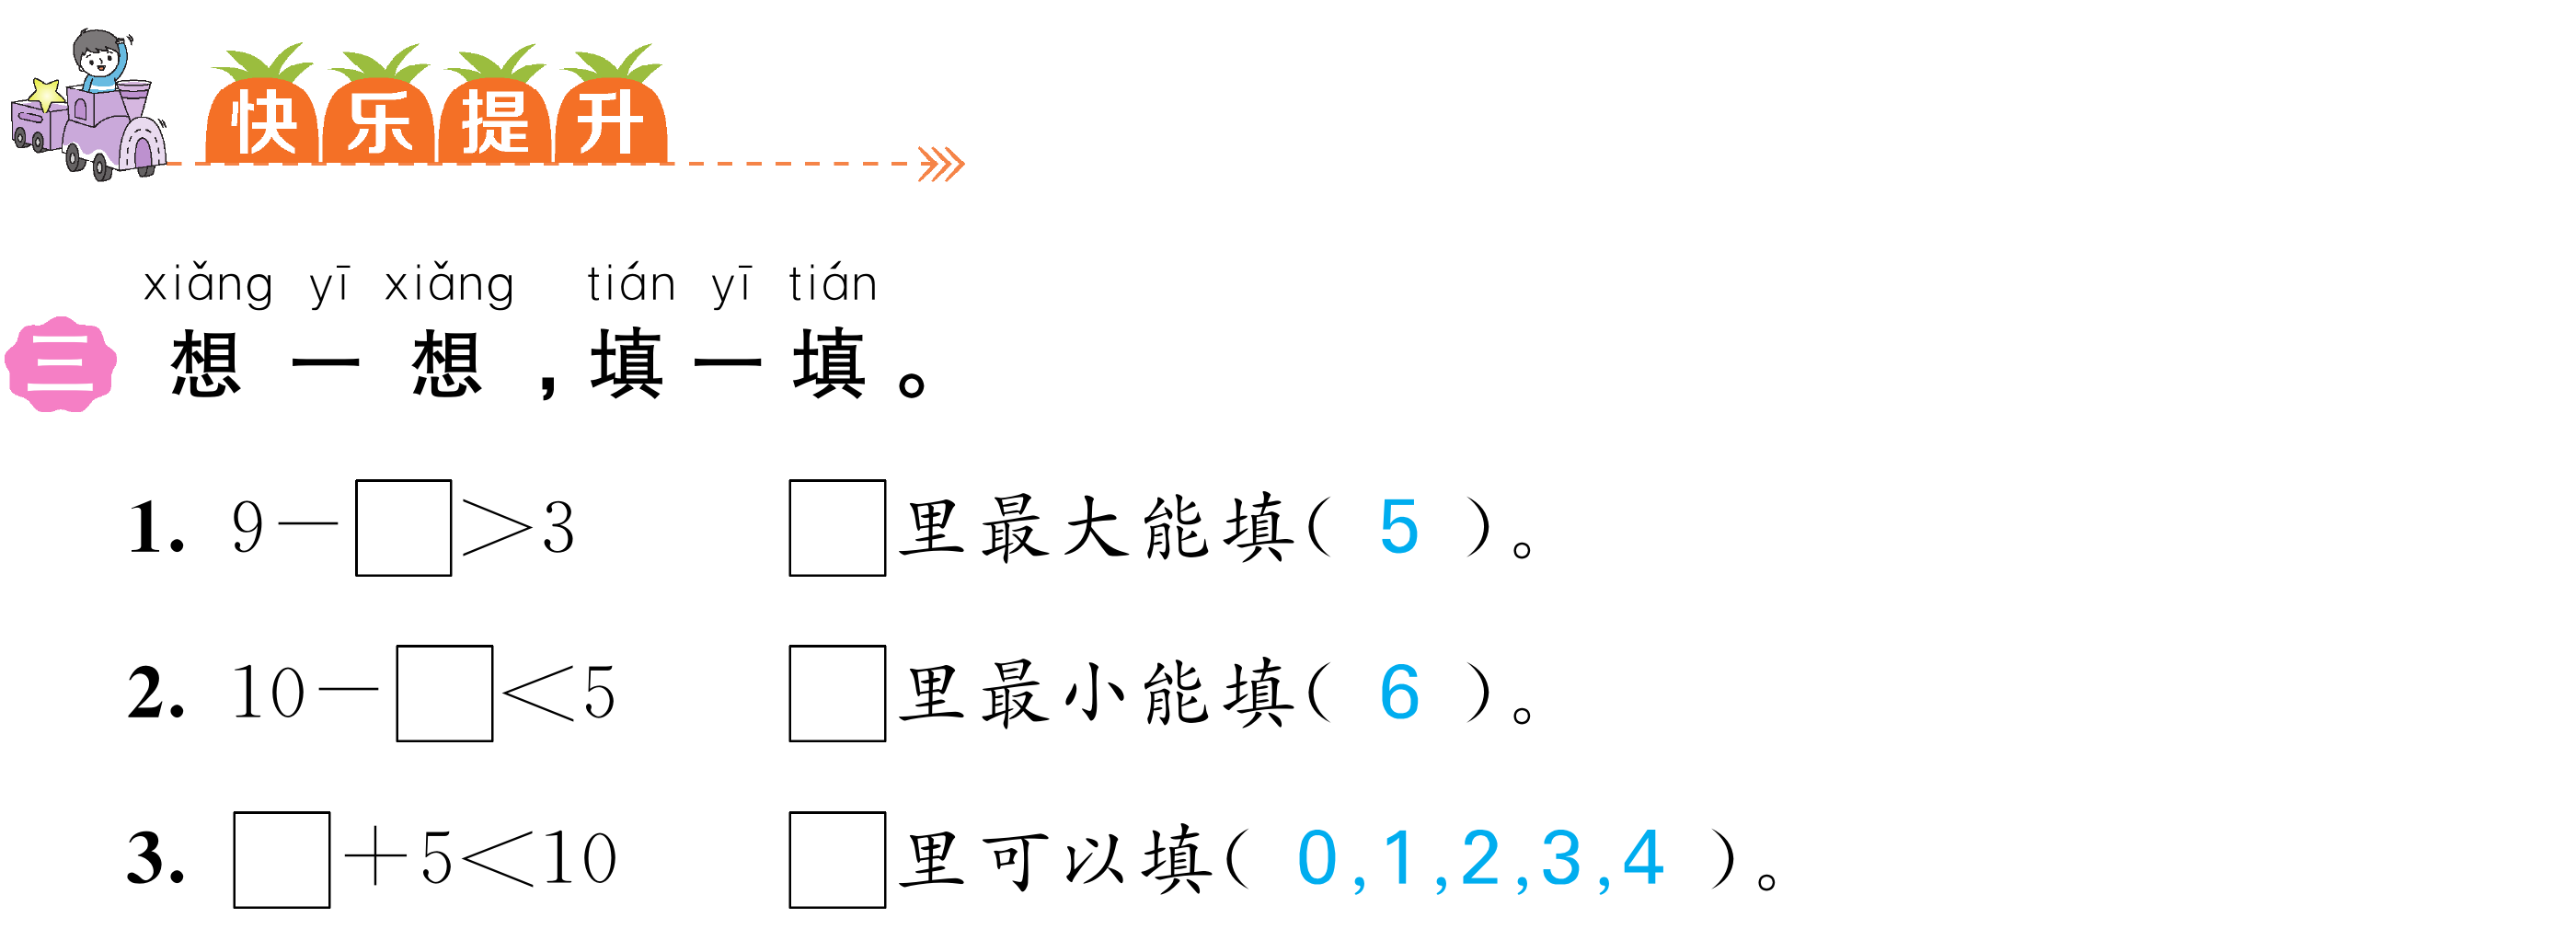 快乐提升
xiǎng yī xiǎng tián yī tián
三 想一想,填一填。
1. 9－□＞3 □里最大能填( 5 )。
2. 10－□＜5 □里最小能填( 6 )。
3. □＋5＜10 □里可以填( 0,1,2,3,4 )。